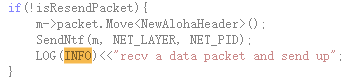 if(!isResendPacket){
m->packet.Move<NewAlohaHeader>();
SendNtf(m, NET_LAYER, NET_PID);
LOG(INFO)<<"recv a data packet and send up";
}